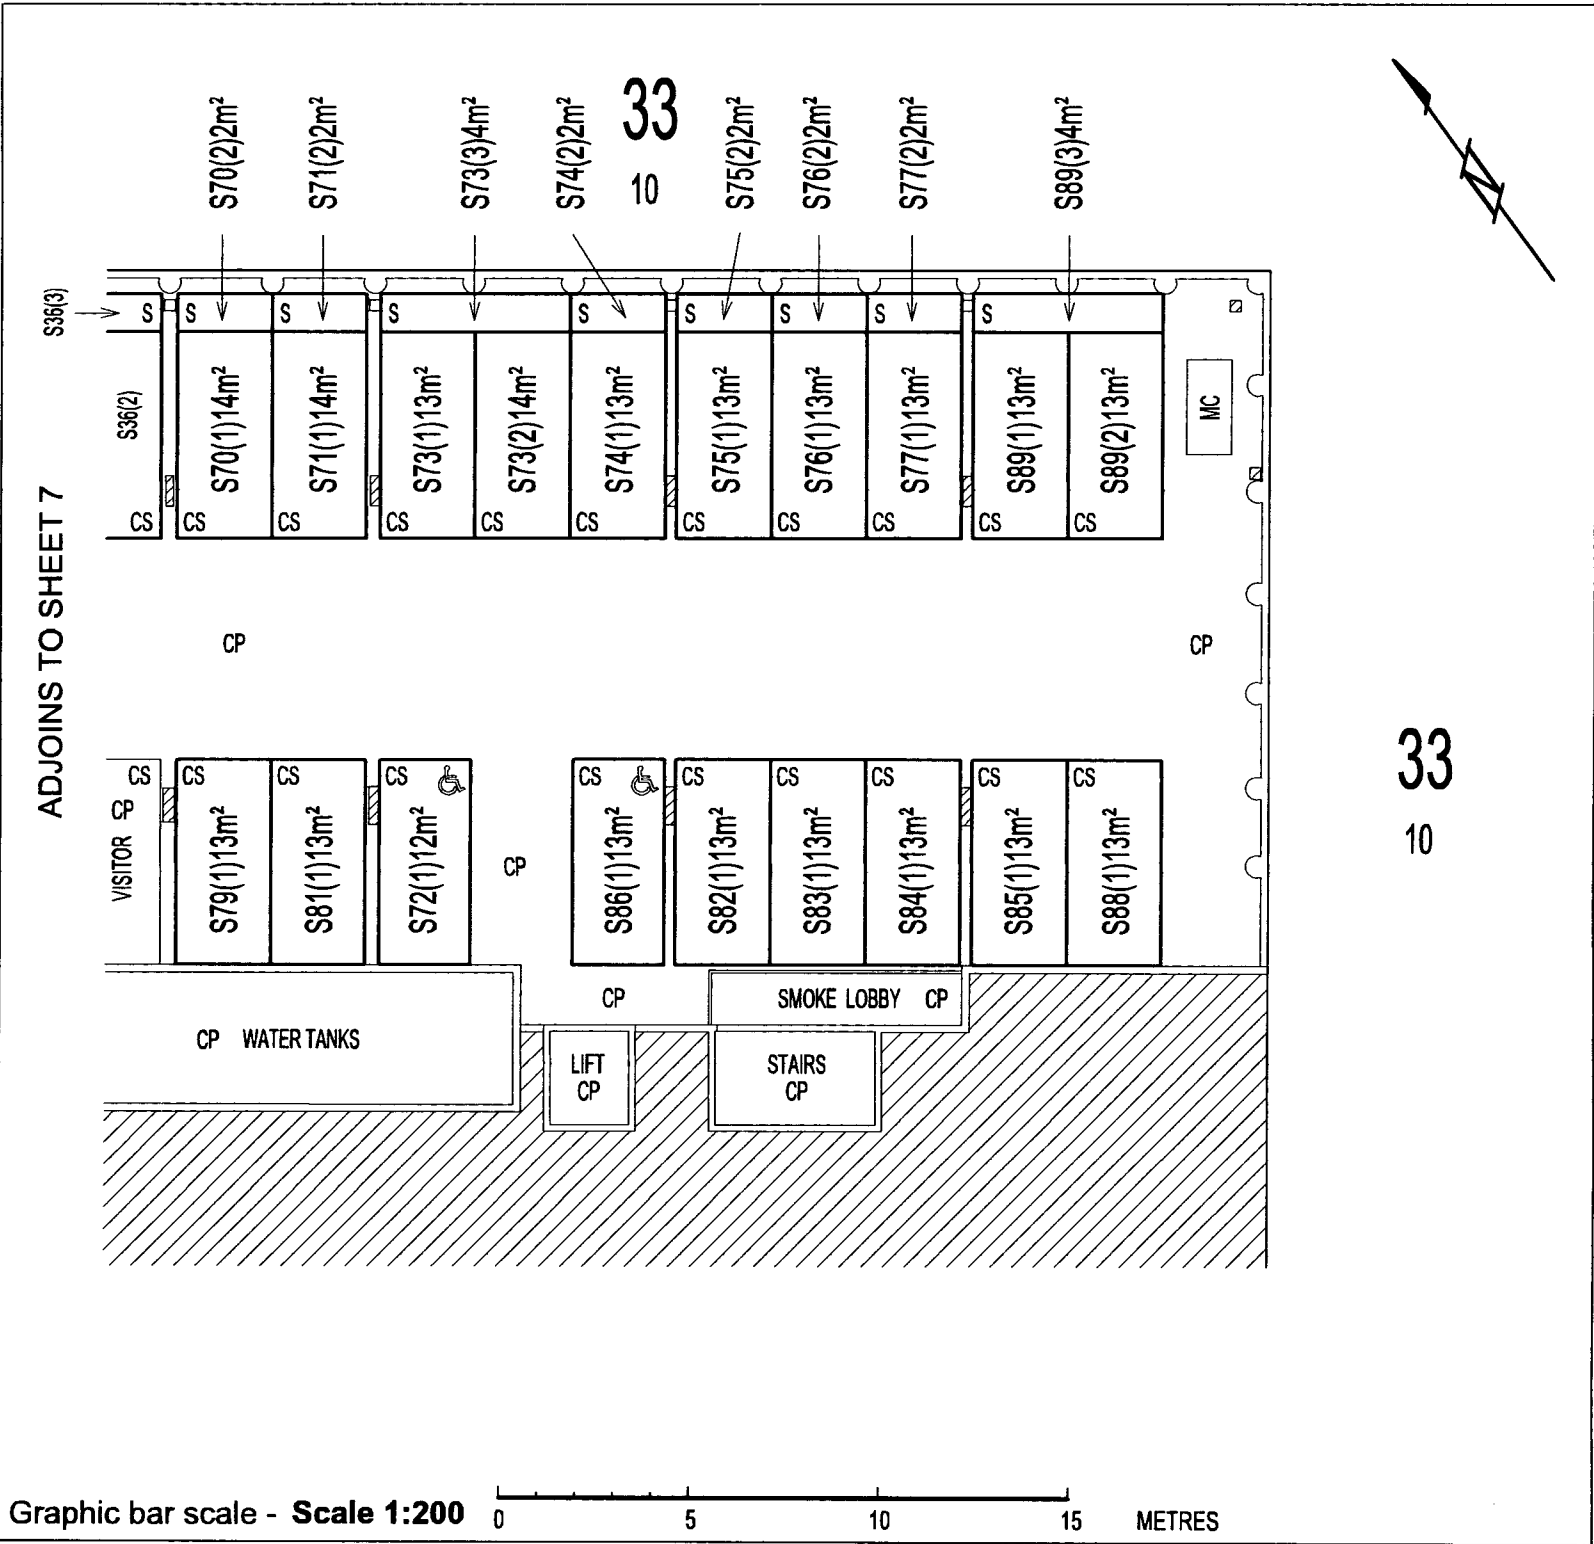 33
10
S70(2)2m²
S71(2)2m²
S73(3)4m²
S74(2)2m²
S75(2)2m²
S76(2)2m²
S77(2)2m²
S89(3)4m²
N
S36(3)
S
S
S
S
S
S
S
S
S
S36(2)
S70(1)14m²
S71(1)14m²
S73(1)13m²
S73(2)14m²
S74(1)13m²
S75(1)13m²
S76(1)13m²
S77(1)13m²
S89(1)13m²
S89(2)13m²
MC
CS
CS
CS
CS
CS
CS
CS
CS
CS
CS
CS
ADJOINS TO SHEET 7
CP
CP
33
10
CS
CS
CS
CS
CS
CS
CS
CS
CS
CS
VISITOR
CP
S79(1)13m²
S81(1)13m²
S72(1)12m²
CP
S86(1)13m²
S82(1)13m²
S83(1)13m²
S84(1)13m²
S85(1)13m²
S88(1)13m²
CP
SMOKE LOBBY CP
CP WATER TANKS
LIFT
CP
STAIRS
CP
Graphic bar scale - Scale 1:200
0 5 10 15 METRES